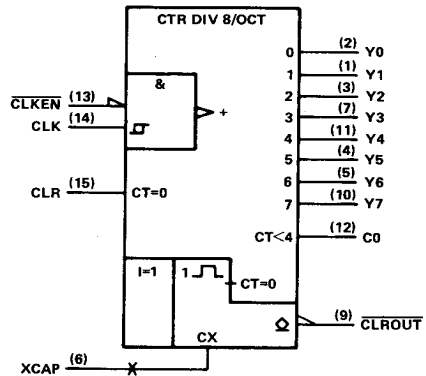 CTR DIV 8/OCT
0 (2) Y0
1 (1) Y1
& 2 (3) Y2
CLKEN (13) 3 (7) Y3
CLK (14) + 4 (11) Y4
5 (4) Y5
6 (5) Y6
CLR (15) CT=0 7 (10) Y7
CT<4 (12) C0
I=1 1 CT=0
(9) CLROUT
CX
XCAP (6)